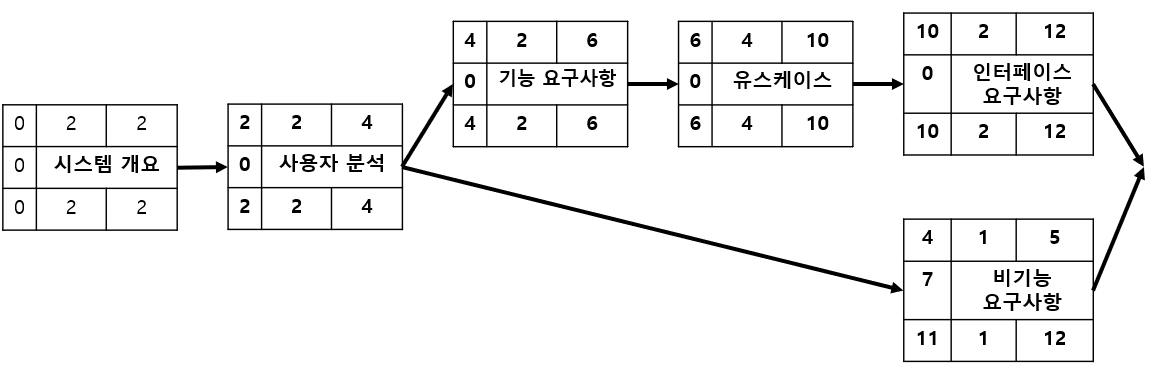 0 2 2
0 시스템 개요
0 2 2
2 2 4
0 사용자 분석
2 2 4
4 2 6
0 기능 요구사항
4 2 6
6 4 10
0 유스케이스
6 4 10
10 2 12
0 인터페이스
요구사항
10 2 12
4 1 5
7 비기능
요구사항
11 1 12